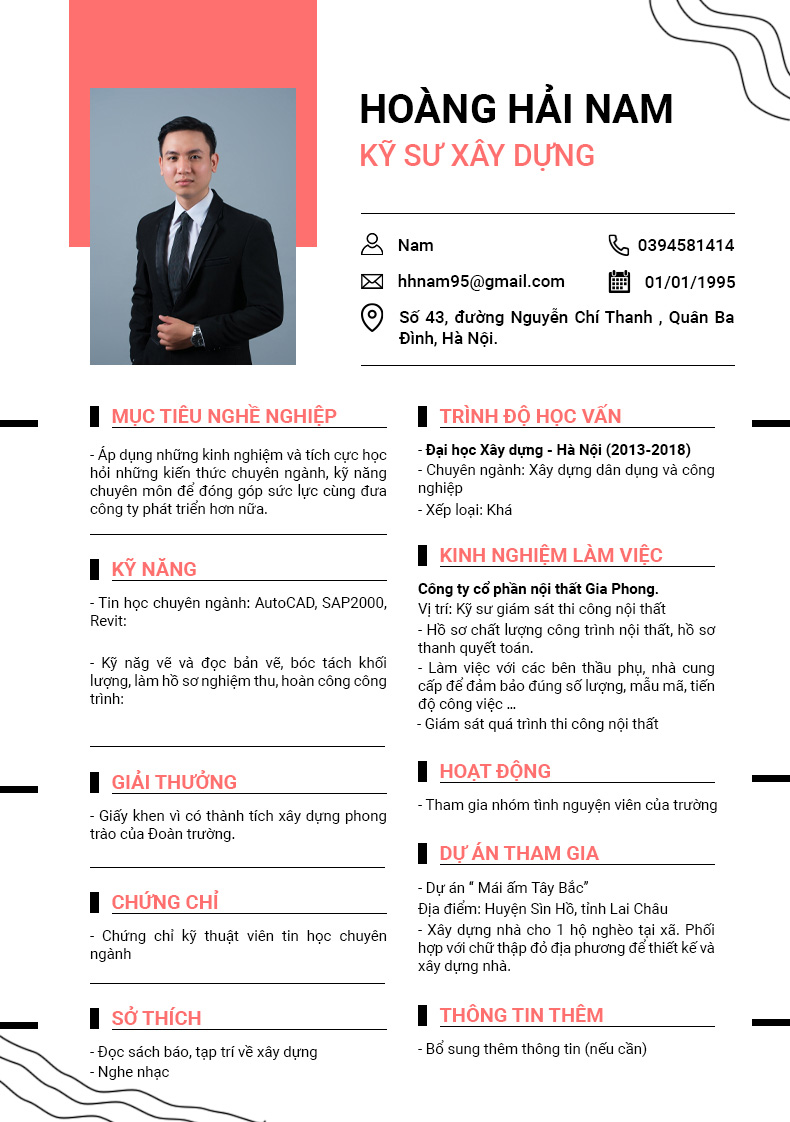 HOÀNG HẢI NAM
KỸ SƯ XÂY DỰNG
Nam
0394581414
hhnam95@gmail.com
01/01/1995
Số 43, đường Nguyễn Chí Thanh , Quân Ba
Đình, Hà Nội.
MỤC TIÊU NGHỀ NGHIỆP
- Áp dụng những kinh nghiệm và tích cực học
hỏi những kiến thức chuyên ngành, kỹ năng
chuyên môn để đóng góp sức lực cùng đưa
công ty phát triển hơn nữa.
KỸ NĂNG
- Tin học chuyên ngành: AutoCAD, SAP2000,
Revit:
- Kỹ năg vẽ và đọc bản vẽ, bóc tách khối
lượng, làm hồ sơ nghiệm thu, hoàn công công
trình:
GIẢI THƯỞNG
- Giấy khen vì có thành tích xây dựng phong
trào của Đoàn trường.
CHỨNG CHỈ
- Chứng chỉ kỹ thuật viên tin học chuyên
ngành
SỞ THÍCH
- Đọc sách báo, tạp trí về xây dựng
- Nghe nhạc
TRÌNH ĐỘ HỌC VẤN
- Đại học Xây dựng - Hà Nội (2013-2018)
- Chuyên ngành: Xây dựng dân dụng và công
nghiệp
- Xếp loại: Khá
KINH NGHIỆM LÀM VIỆC
Công ty cổ phần nội thất Gia Phong.
Vị trí: Kỹ sư giám sát thi công nội thất
- Hồ sơ chất lượng công trình nội thất, hồ sơ
thanh quyết toán.
- Làm việc với các bên thầu phụ, nhà cung
cấp để đảm bảo đúng số lượng, mẫu mã, tiến
độ công việc ...
- Giám sát quá trình thi công nội thất
HOẠT ĐỘNG
- Tham gia nhóm tình nguyện viên của trường
DỰ ÁN THAM GIA
- Dự án “ Mái ấm Tây Bắc”
Địa điểm: Huyện Sìn Hồ, tỉnh Lai Châu
- Xây dựng nhà cho 1 hộ nghèo tại xã. Phối
hợp với chữ thập đỏ địa phương để thiết kế và
xây dựng nhà.
THÔNG TIN THÊM
- Bổ sung thêm thông tin (nếu cần)